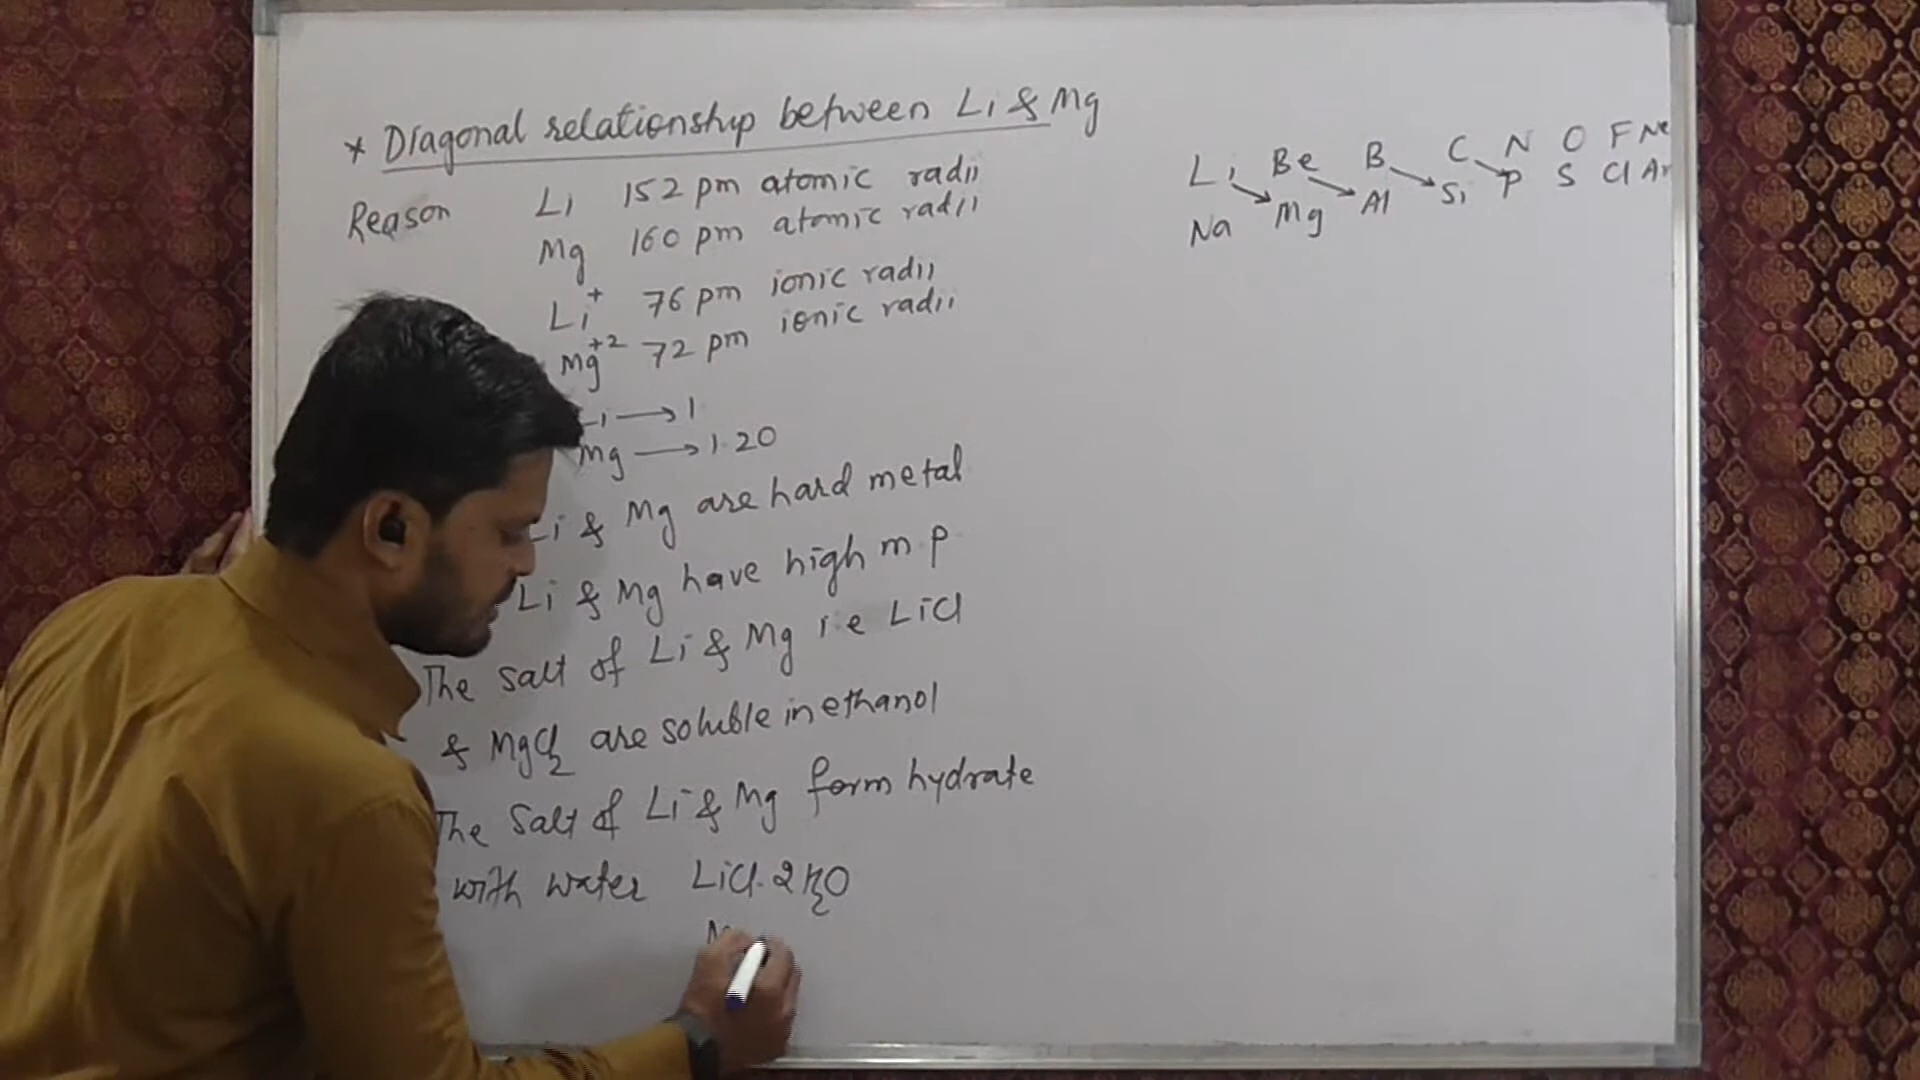 * Diagonal relationship between Li & Mg
Reason Li 152 pm atomic radii
Mg 160 pm atomic radii
Li+ 76 pm ionic radii
Mg+2 72 pm ionic radii
Li → 1
Mg → 1.20
Li & Mg are hard metal
Li & Mg have high m.p
The salt of Li & Mg i.e LiCl
& MgCl2 are soluble in ethanol
The Salt of Li & Mg form hydrate
with water LiCl.2H2O
Li Be B C N O F Ne
Na Mg Al Si P S Cl Ar